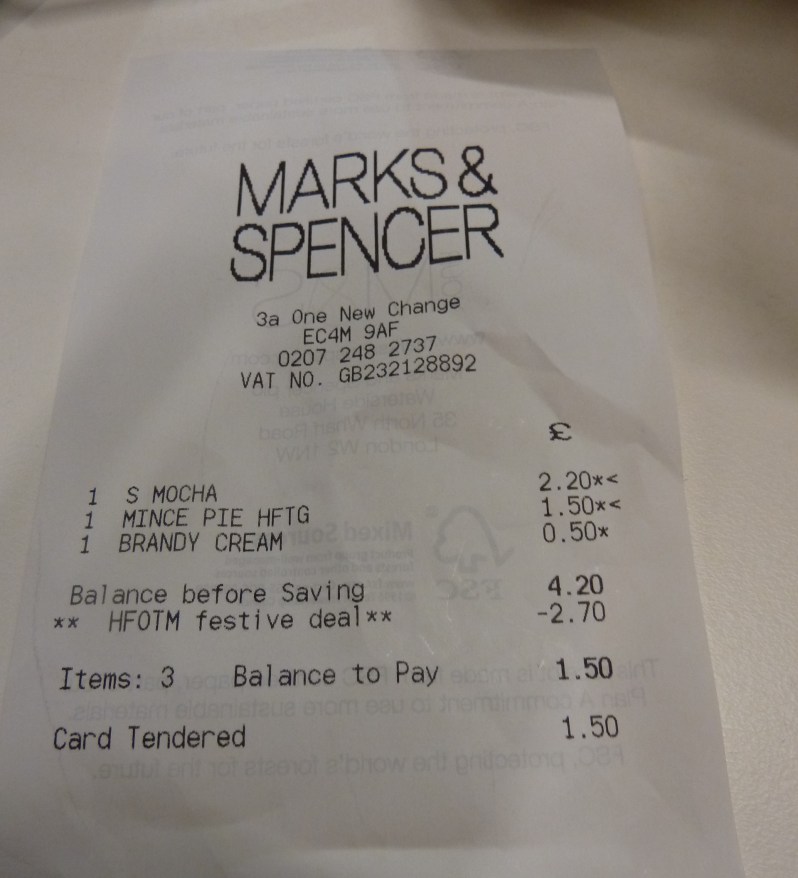 MARKS &
SPENCER
3a One New Change
EC4M 9AF
0207 248 2737
VAT NO. GB232128892
£
1 S MOCHA 2.20*<
1 MINCE PIE HFTG 1.50*<
1 BRANDY CREAM 0.50*
Balance before Saving 4.20
** HFOTM festive deal** -2.70
Items: 3 Balance to Pay 1.50
Card Tendered 1.50